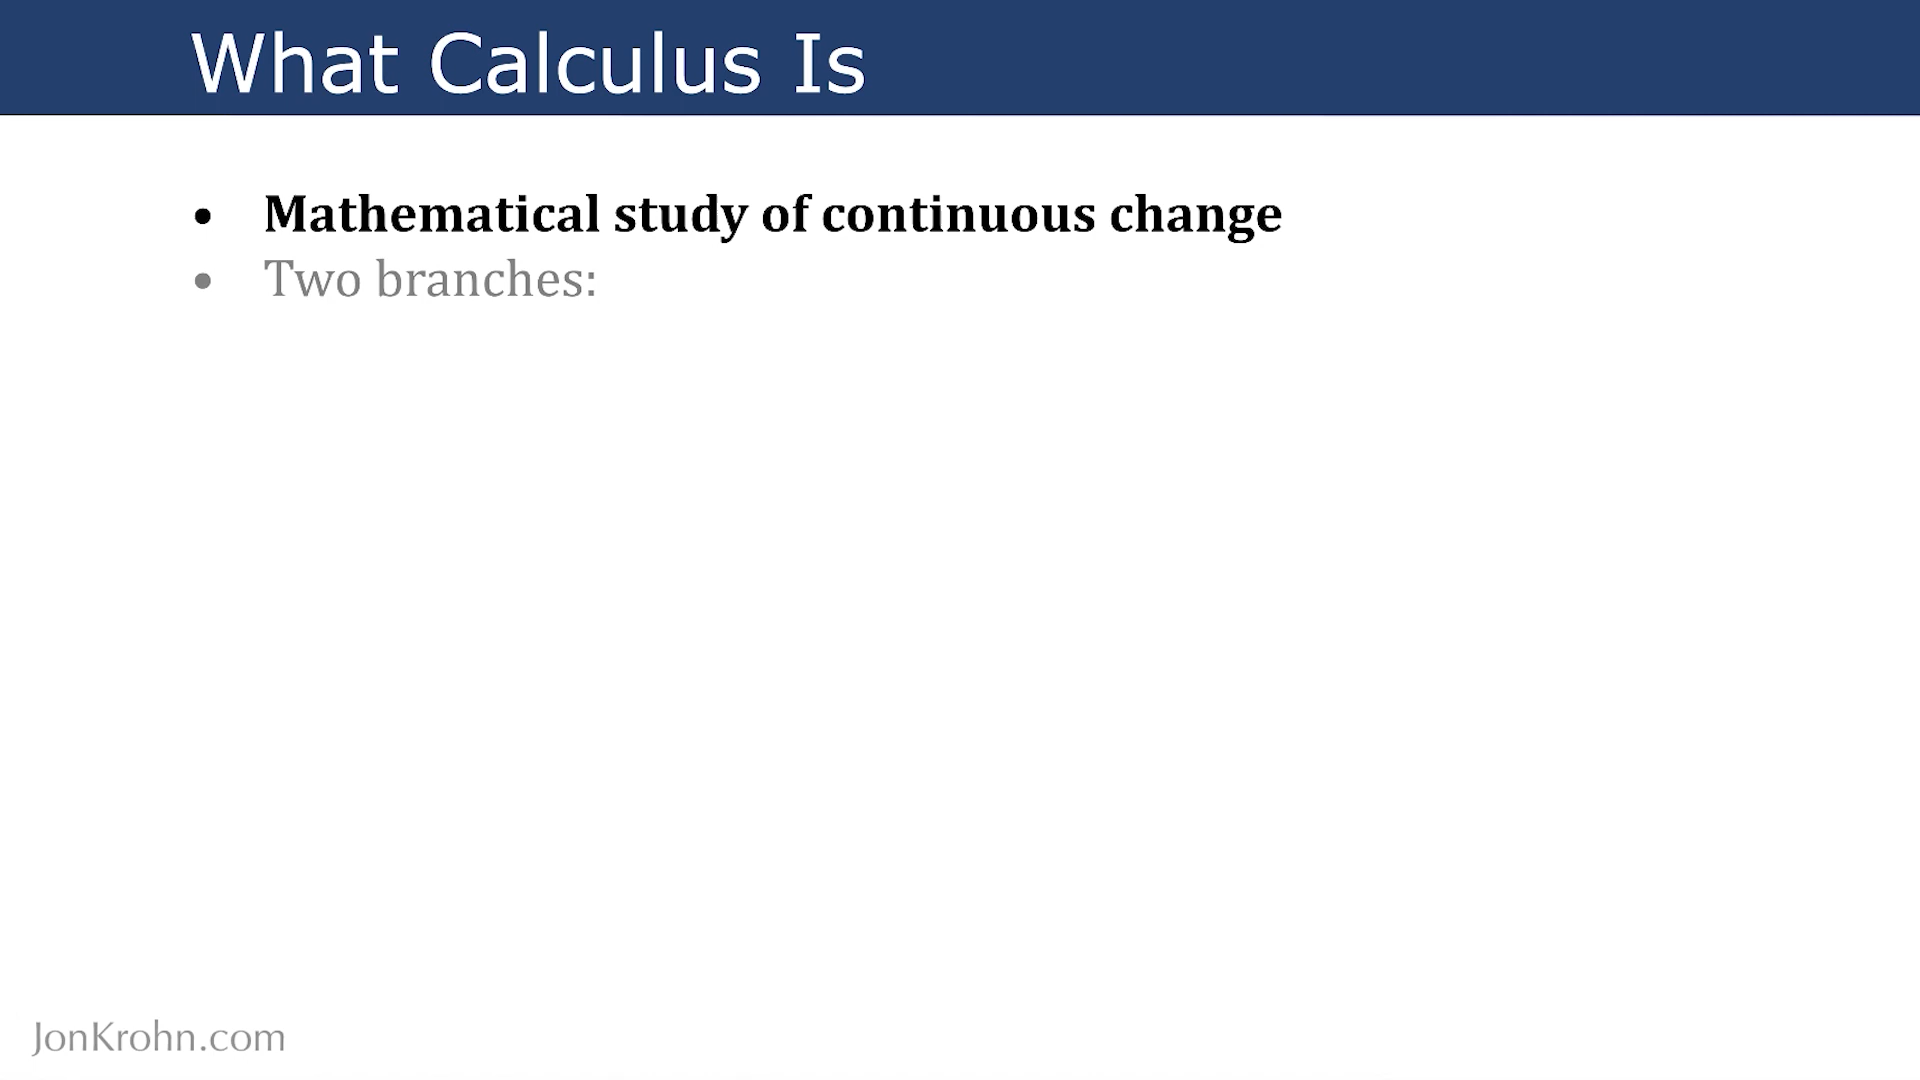 What Calculus Is
• Mathematical study of continuous change
• Two branches:
JonKrohn.com